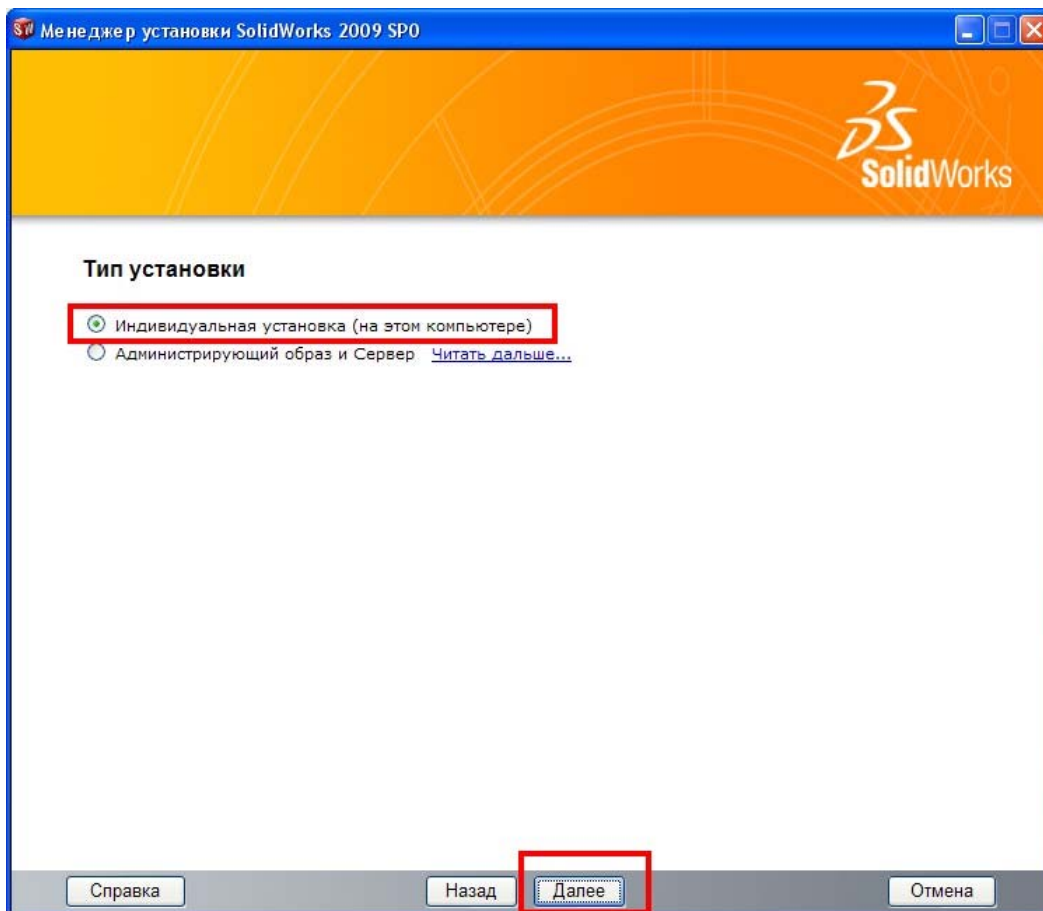 Менеджер установки SolidWorks 2009 SP0
SolidWorks
Тип установки
Индивидуальная установка (на этом компьютере)
Администрирующий образ и Сервер Читать дальше...
Справка Назад Далее Отмена